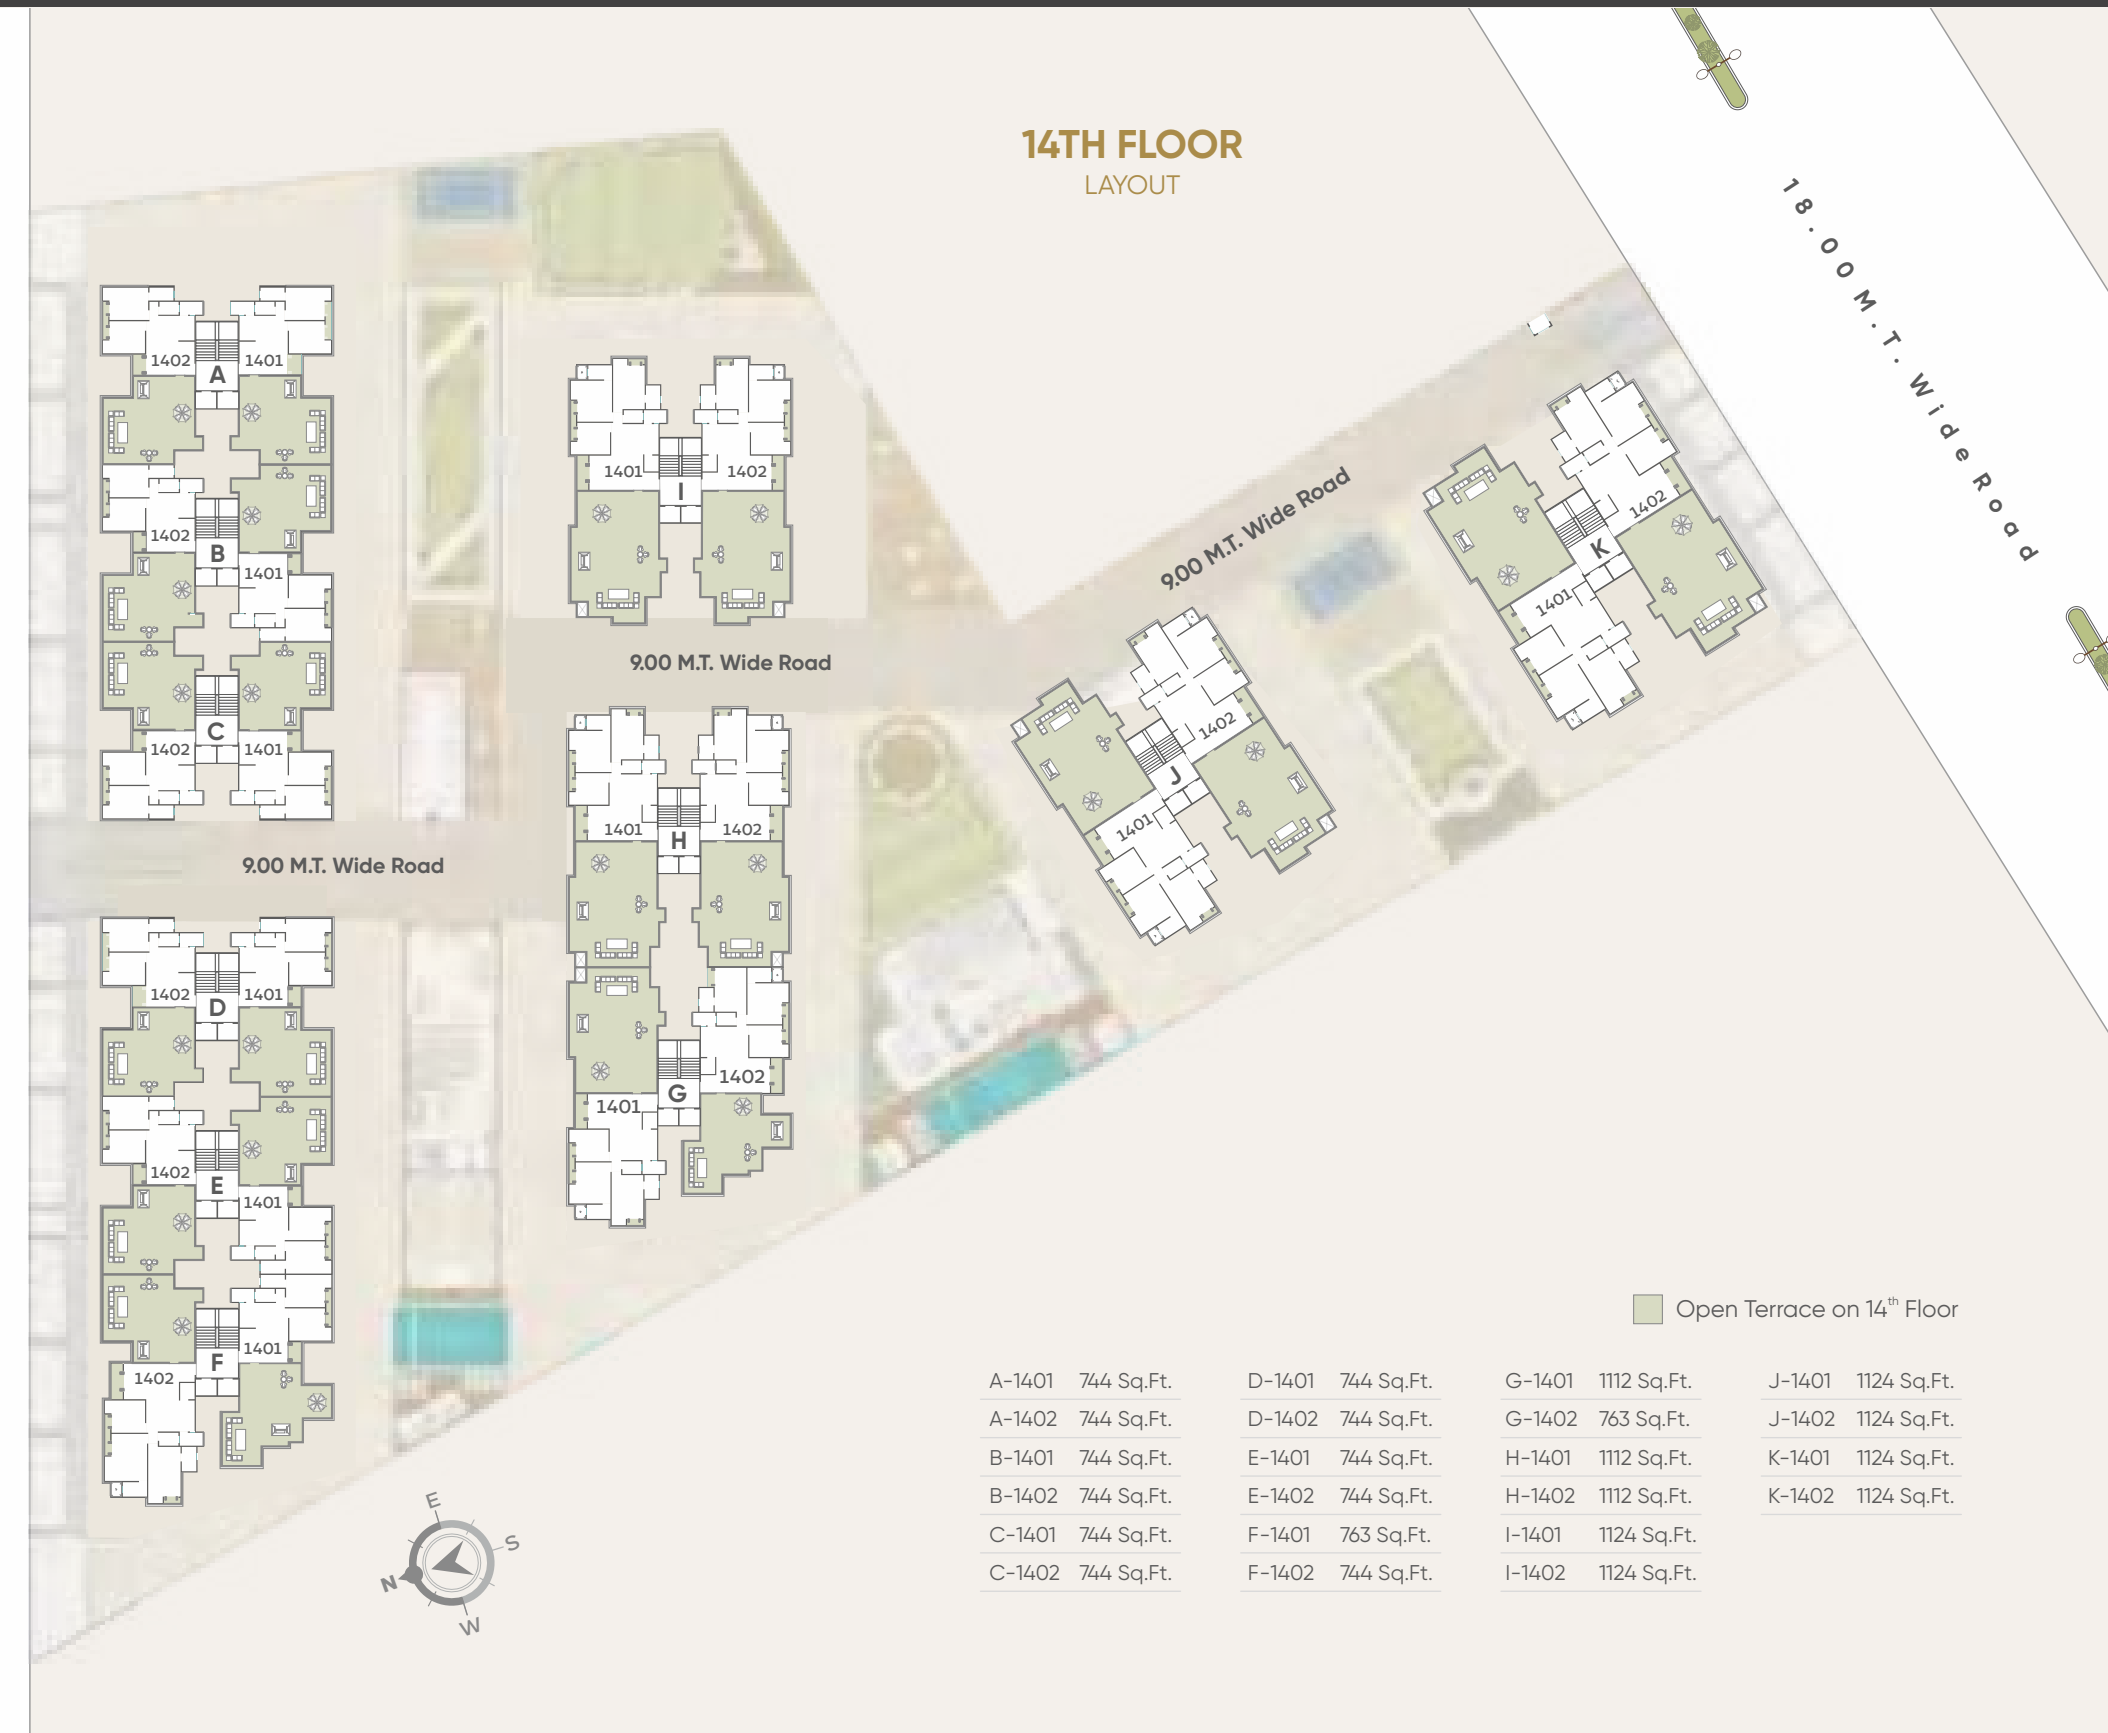 14TH FLOOR
LAYOUT
18.00 M.T. Wide Road
1402 1401
A
1402
B
1401
C
1402 1401
9.00 M.T. Wide Road
1402 1401
D
1402
E
1401
F
1401
1402
1401 1402
I
9.00 M.T. Wide Road
1401 1402
H
1402
G
1401
9.00 M.T. Wide Road
1402
J
1401
1402
K
1401
E
S
N
W
Open Terrace on 14th Floor
A-1401 744 Sq.Ft.
A-1402 744 Sq.Ft.
B-1401 744 Sq.Ft.
B-1402 744 Sq.Ft.
C-1401 744 Sq.Ft.
C-1402 744 Sq.Ft.
D-1401 744 Sq.Ft.
D-1402 744 Sq.Ft.
E-1401 744 Sq.Ft.
E-1402 744 Sq.Ft.
F-1401 763 Sq.Ft.
F-1402 744 Sq.Ft.
G-1401 1112 Sq.Ft.
G-1402 763 Sq.Ft.
H-1401 1112 Sq.Ft.
H-1402 1112 Sq.Ft.
I-1401 1124 Sq.Ft.
I-1402 1124 Sq.Ft.
J-1401 1124 Sq.Ft.
J-1402 1124 Sq.Ft.
K-1401 1124 Sq.Ft.
K-1402 1124 Sq.Ft.